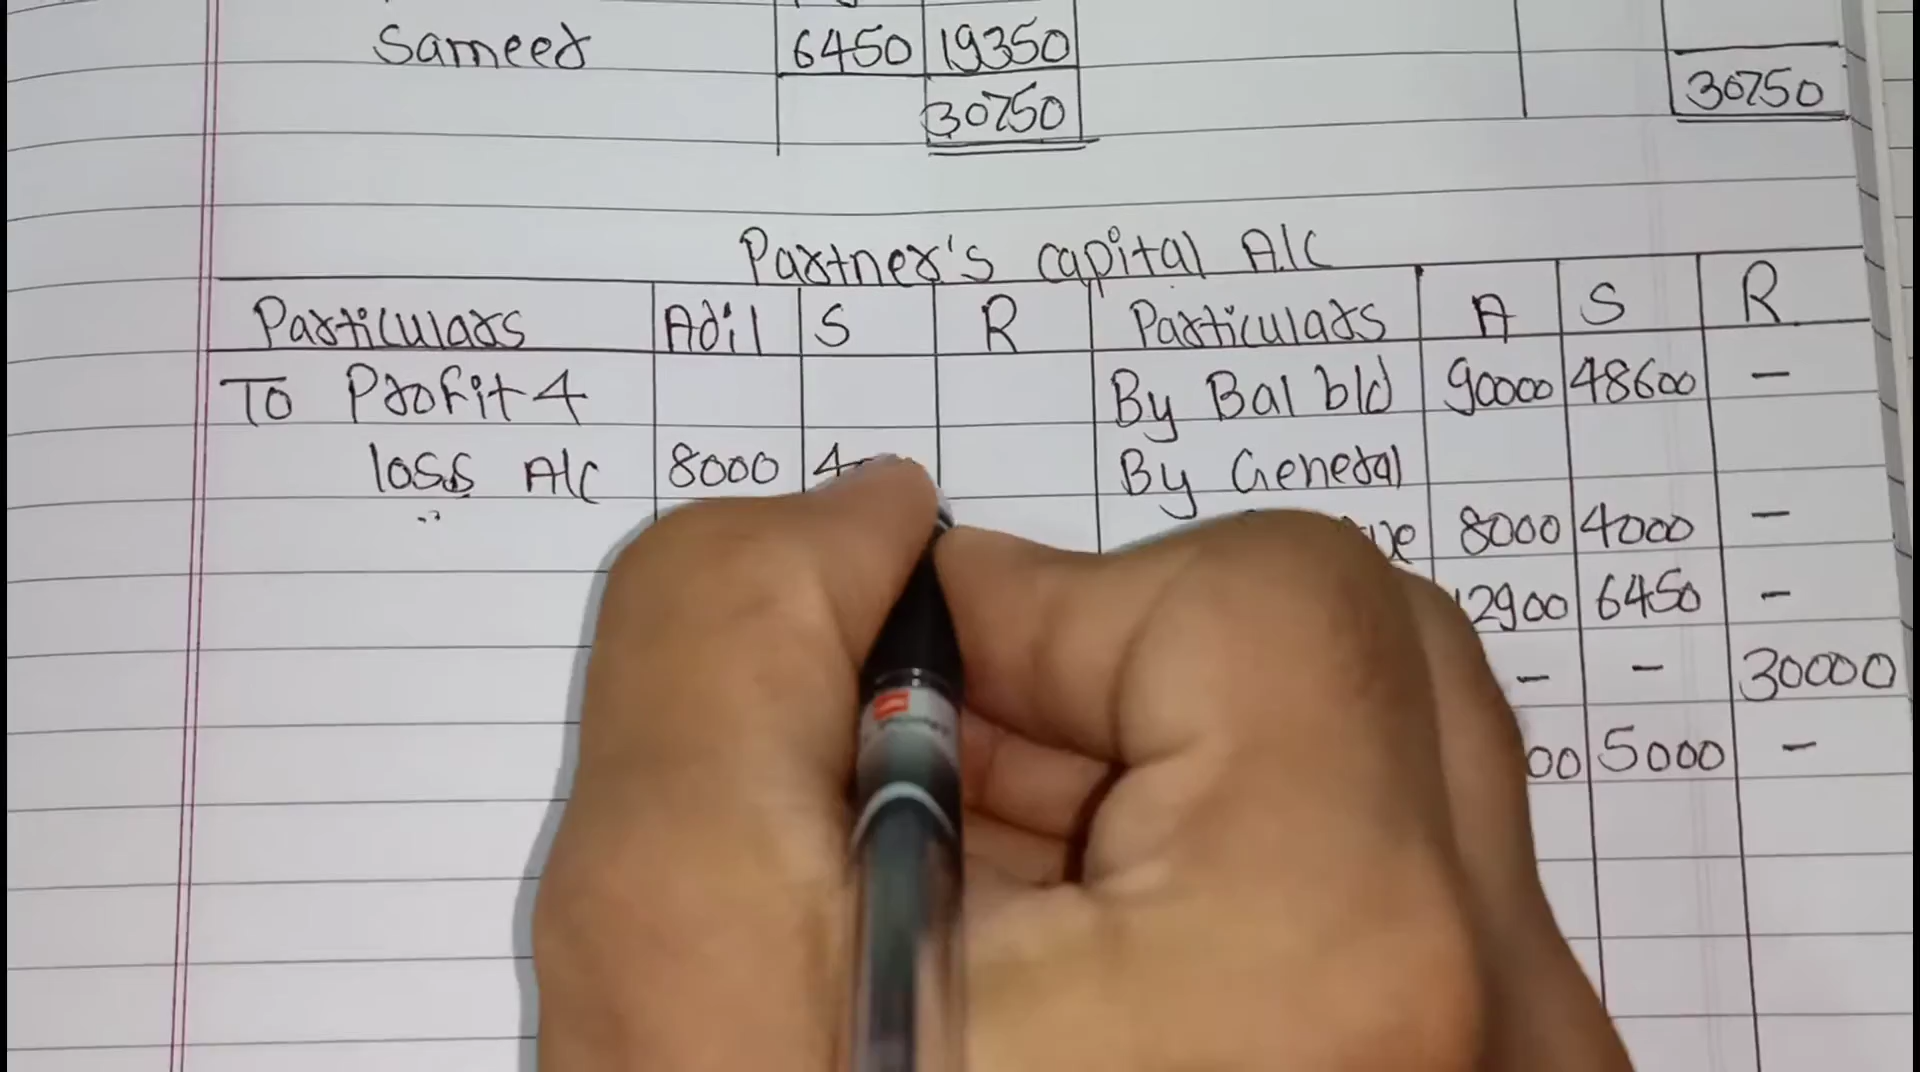 Sameer 6450 19350
30750 30750
Partner's capital A/C
Particulars Adil S R Particulars A S R
To Profit & By Bal b/d 90000 48600 -
loss A/C 8000 By General
8000 4000 -
12900 6450 -
- - 30000
5000 -